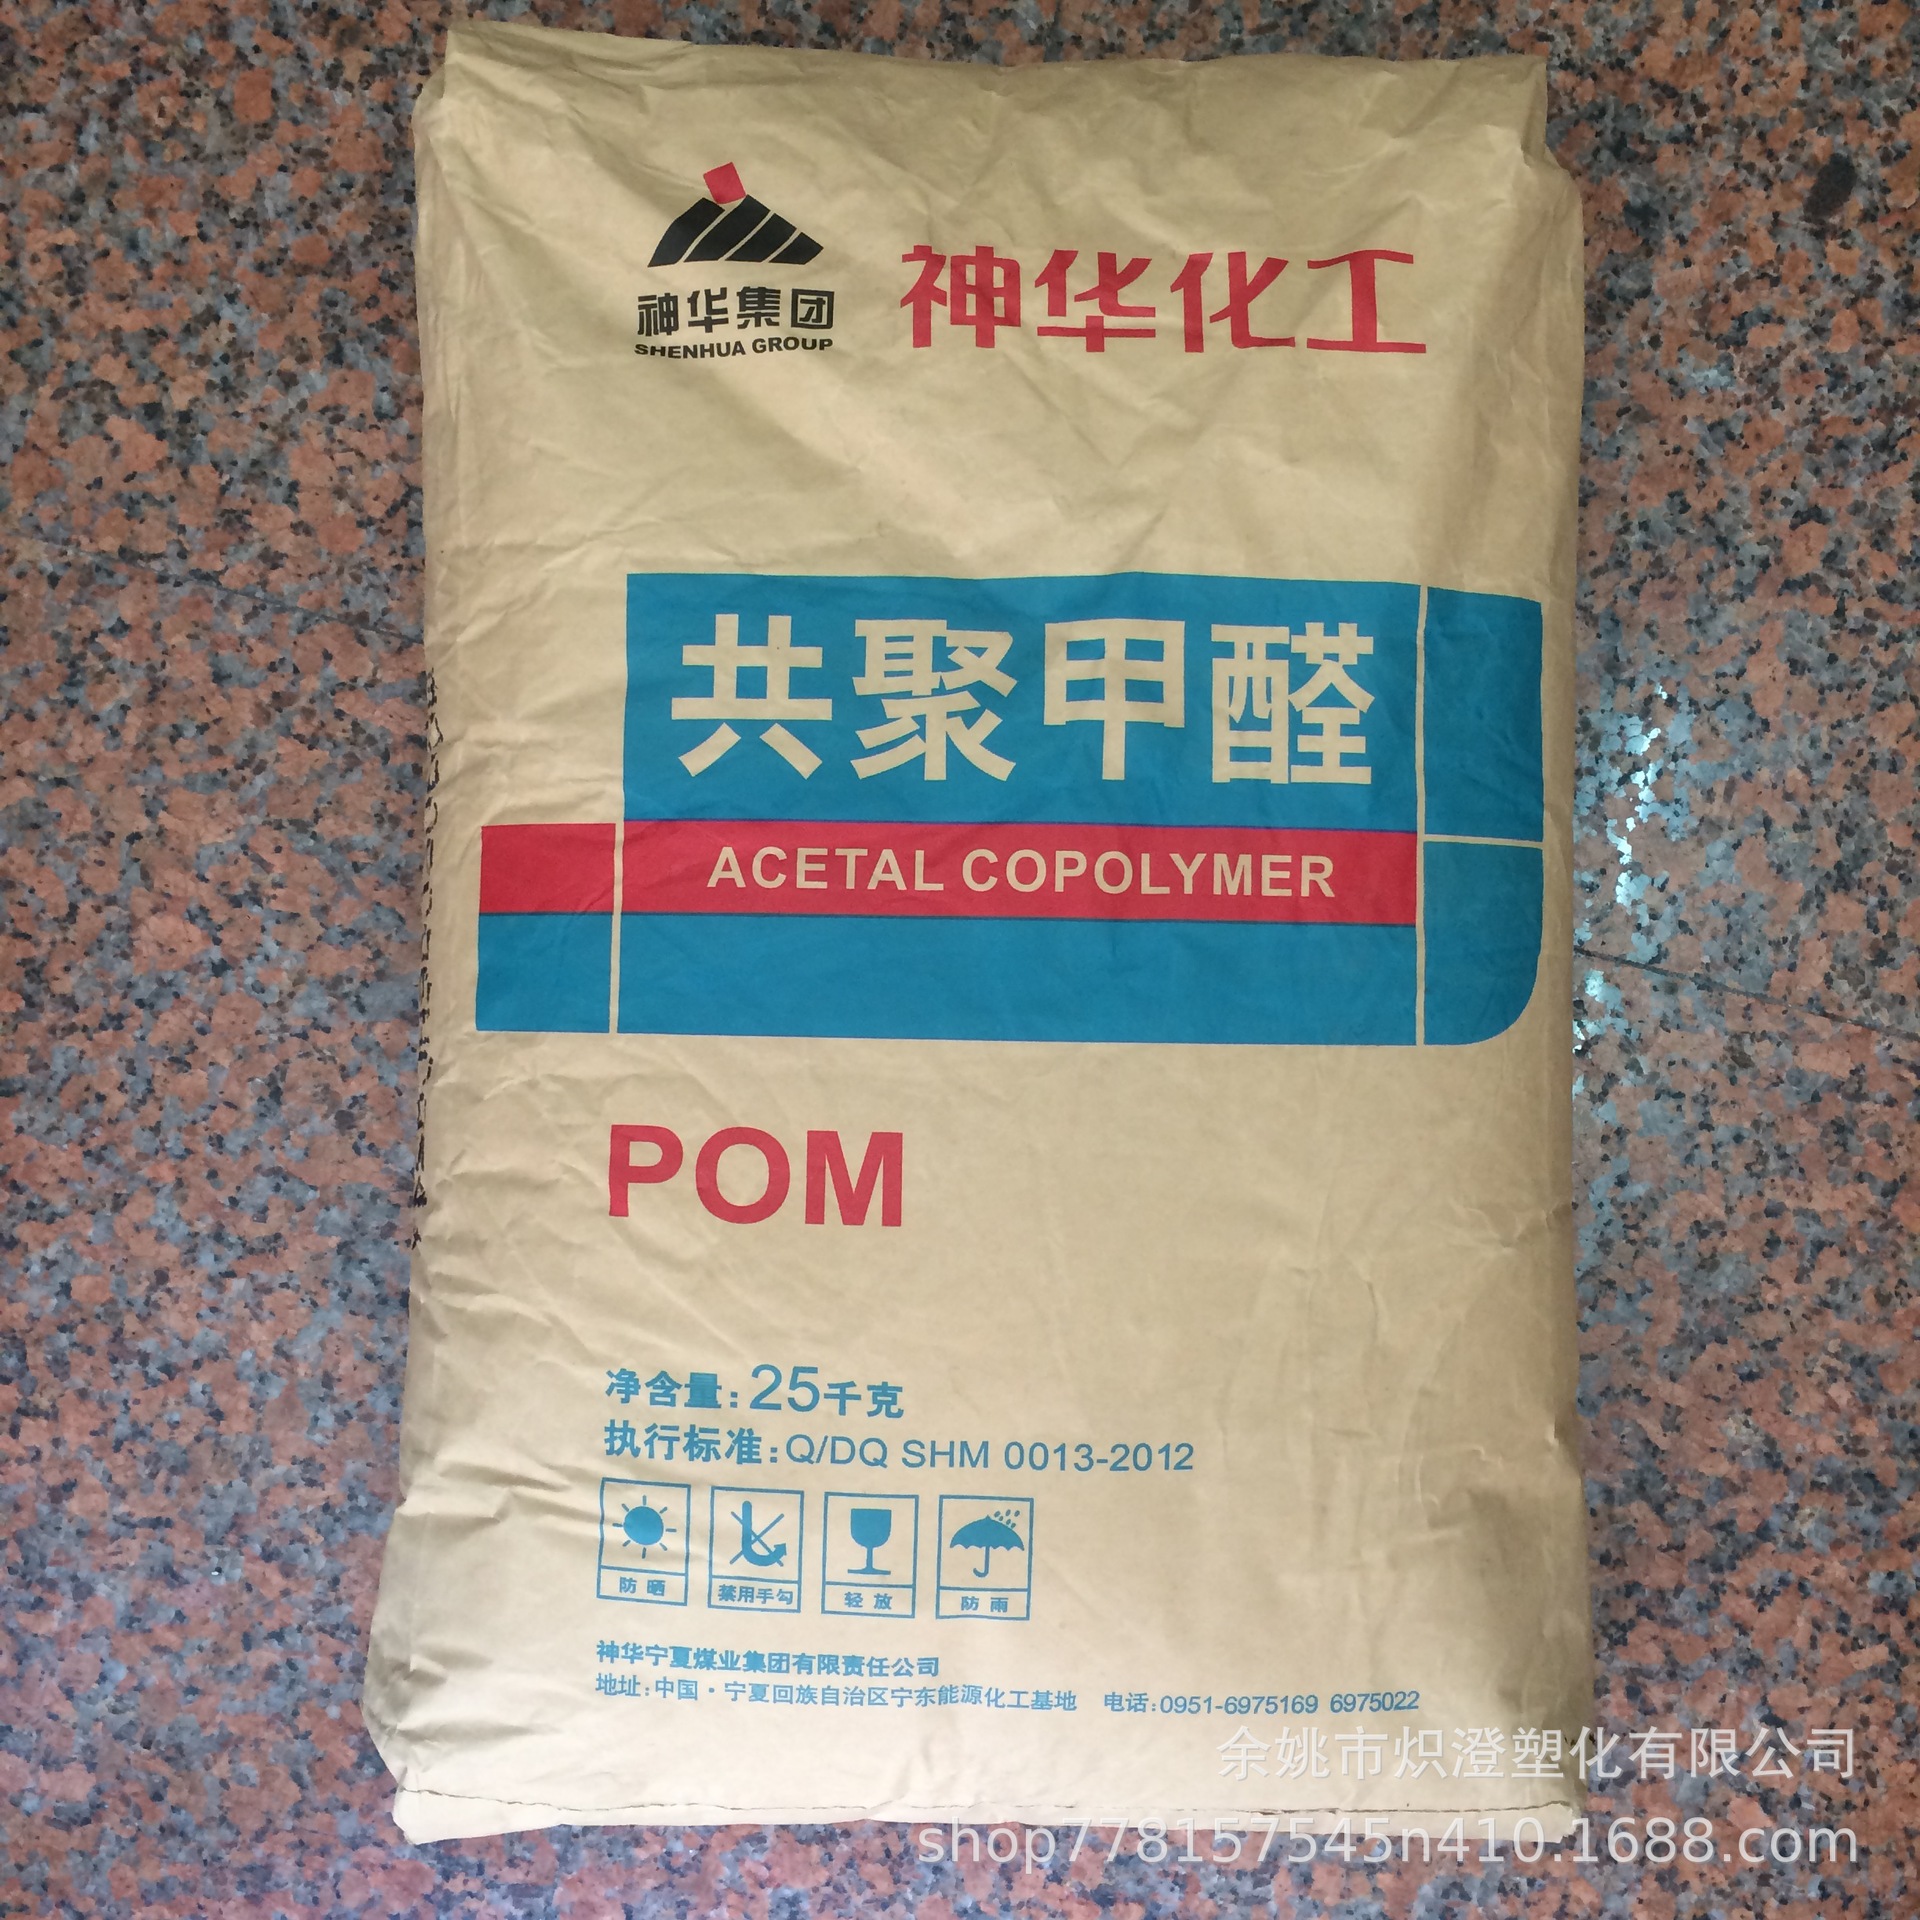 神华集团
SHENHUA GROUP
神华化工
共聚甲醛
ACETAL COPOLYMER
POM
净含量:25千克
执行标准:Q/DQ SHM 0013-2012
防晒
禁用手勾
轻放
防雨
神华宁夏煤业集团有限责任公司
地址:中国·宁夏回族自治区宁东能源化工基地 电话:0951-6975169 6975022
余姚市炽澄塑化有限公司
shop778157545n410.1688.com